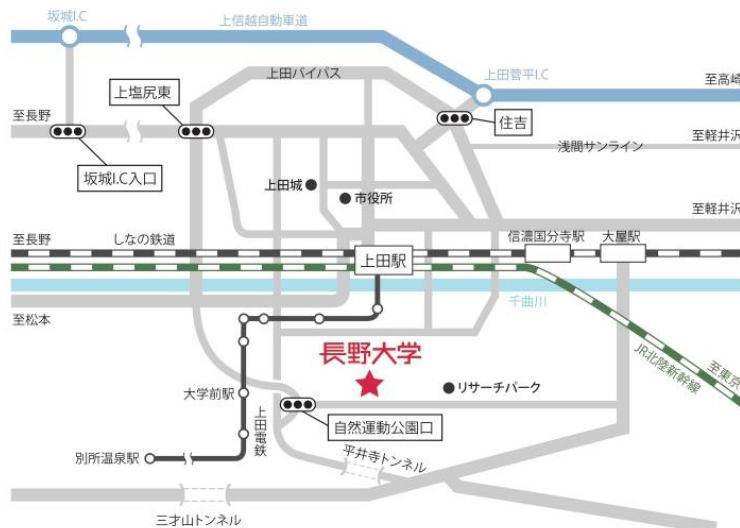 坂城I.C
上信越自動車道
上田バイパス
上田菅平I.C
至高崎
上塩尻東
至長野
住吉
至軽井沢
浅間サンライン
坂城I.C入口
上田城
市役所
至軽井沢
至長野
しなの鉄道
上田駅
信濃国分寺駅
大屋駅
千曲川
至松本
長野大学
JR北陸新幹線
至東京
大学前駅
リサーチパーク
上田電鉄
自然運動公園口
別所温泉駅
平井寺トンネル
三才山トンネル